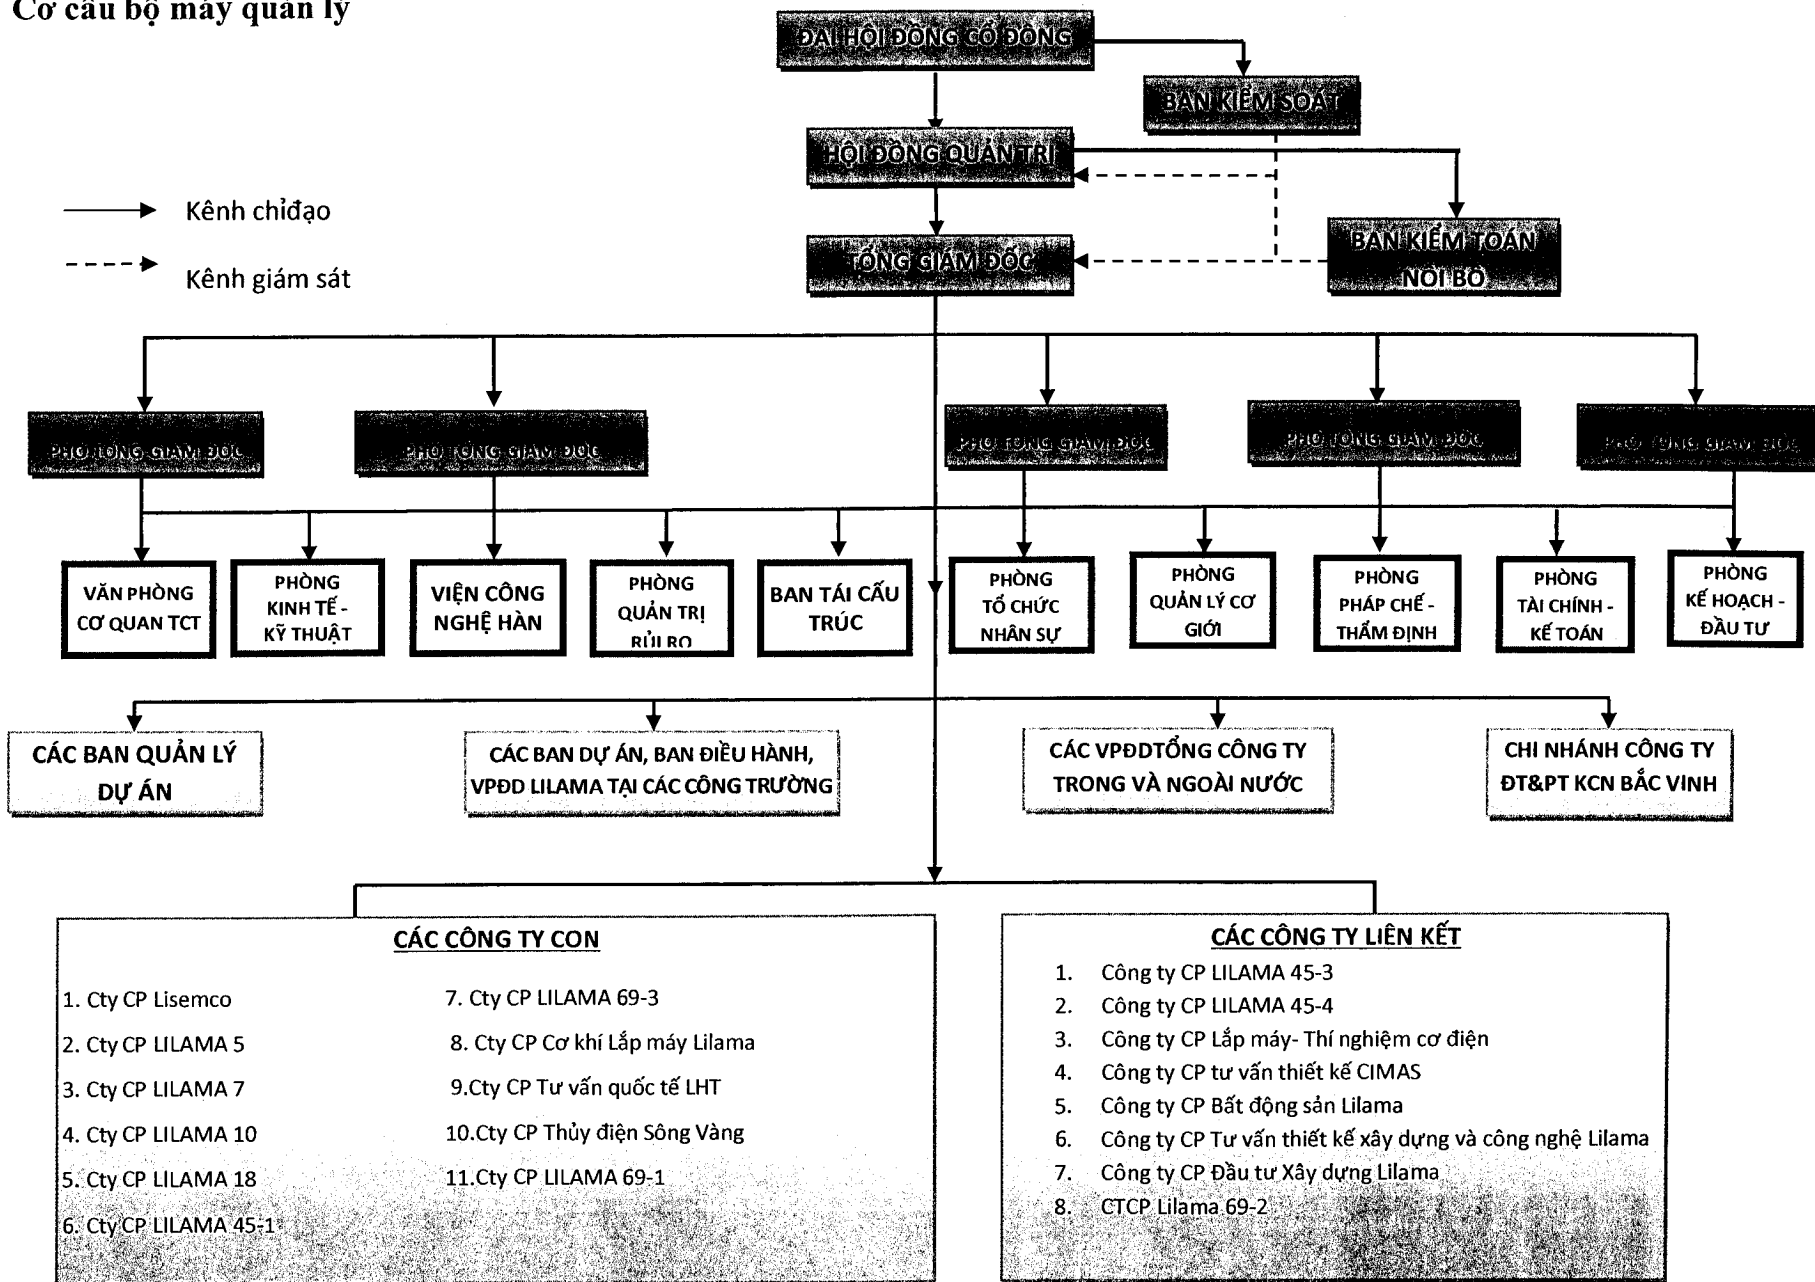 Cơ cấu bộ máy quản lý
ĐẠI HỘI ĐỒNG CỔ ĐÔNG
BAN KIỂM SOÁT
HỘI ĐỒNG QUẢN TRỊ
Kênh chỉđạo
Kênh giám sát
TỔNG GIÁM ĐỐC
BAN KIỂM TOÁN
NỘI BỘ
PHÓ TỔNG GIÁM ĐỐC
PHÓ TỔNG GIÁM ĐỐC
PHÓ TỔNG GIÁM ĐỐC
PHÓ TỔNG GIÁM ĐỐC
PHÓ TỔNG GIÁM ĐỐC
VĂN PHÒNG
CƠ QUAN TCT
PHÒNG
KINH TẾ -
KỸ THUẬT
VIỆN CÔNG
NGHỆ HÀN
PHÒNG
QUẢN TRỊ
RỦI RO
BAN TÁI CẤU
TRÚC
PHÒNG
TỔ CHỨC
NHÂN SỰ
PHÒNG
QUẢN LÝ CƠ
GIỚI
PHÒNG
PHÁP CHẾ -
THẨM ĐỊNH
PHÒNG
TÀI CHÍNH -
KẾ TOÁN
PHÒNG
KẾ HOẠCH -
ĐẦU TƯ
CÁC BAN QUẢN LÝ
DỰ ÁN
CÁC BAN DỰ ÁN, BAN ĐIỀU HÀNH,
VPĐD LILAMA TẠI CÁC CÔNG TRƯỜNG
CÁC VPĐDTỔNG CÔNG TY
TRONG VÀ NGOÀI NƯỚC
CHI NHÁNH CÔNG TY
ĐT&PT KCN BẮC VINH
CÁC CÔNG TY CON
1. Cty CP Lisemco
2. Cty CP LILAMA 5
3. Cty CP LILAMA 7
4. Cty CP LILAMA 10
5. Cty CP LILAMA 18
6. Cty CP LILAMA 45-1
7. Cty CP LILAMA 69-3
8. Cty CP Cơ khí Lắp máy Lilama
9.Cty CP Tư vấn quốc tế LHT
10.Cty CP Thủy điện Sông Vàng
11.Cty CP LILAMA 69-1
CÁC CÔNG TY LIÊN KẾT
1. Công ty CP LILAMA 45-3
2. Công ty CP LILAMA 45-4
3. Công ty CP Lắp máy- Thí nghiệm cơ điện
4. Công ty CP tư vấn thiết kế CIMAS
5. Công ty CP Bất động sản Lilama
6. Công ty CP Tư vấn thiết kế xây dựng và công nghệ Lilama
7. Công ty CP Đầu tư Xây dựng Lilama
8. CTCP Lilama 69-2